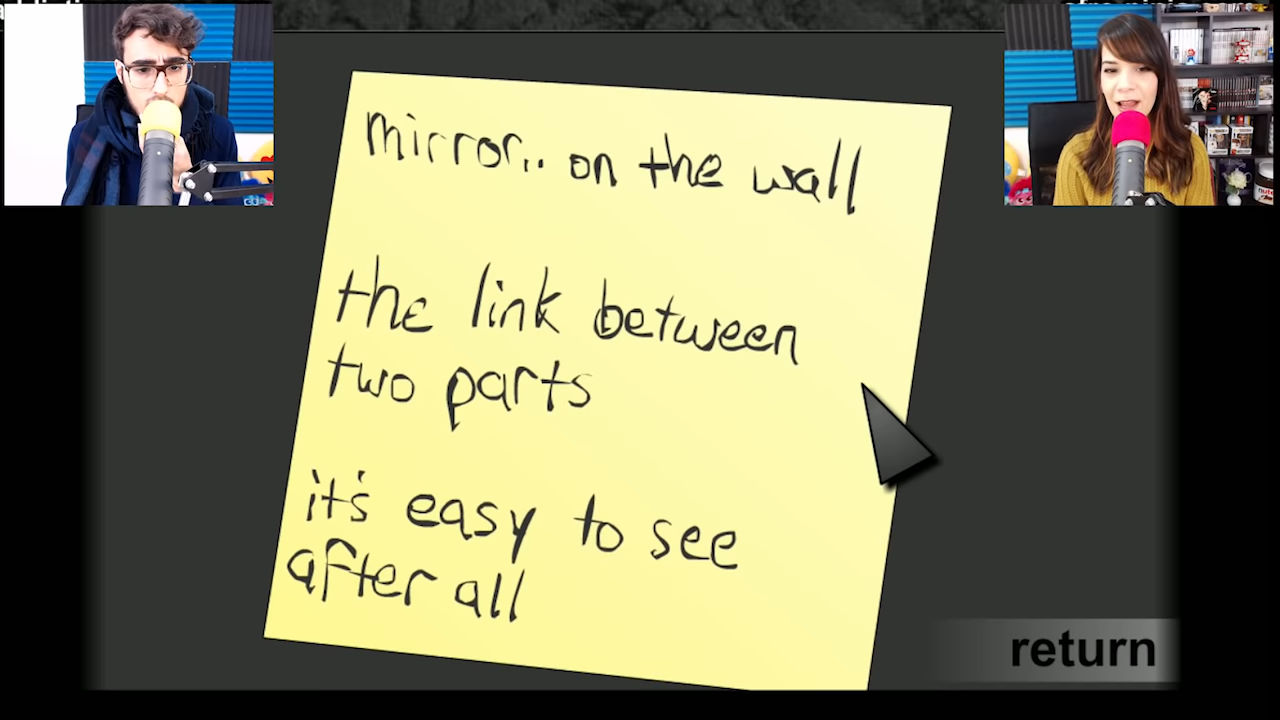 mirror.. on the wall
the link between
two parts
it's easy to see
after all
return